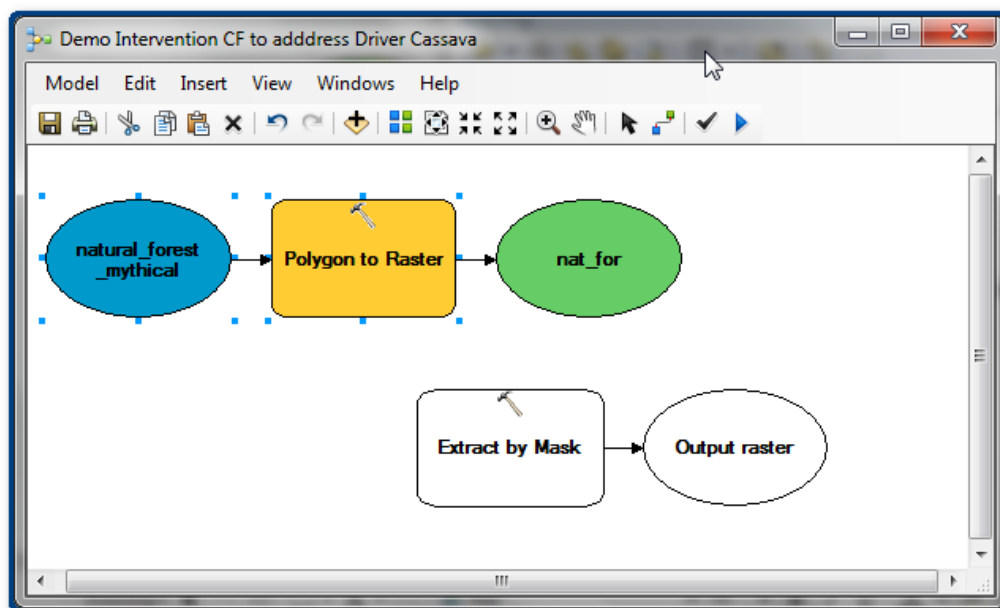 Demo Intervention CF to adddress Driver Cassava
Model Edit Insert View Windows Help
natural_forest
_mythical
Polygon to Raster
nat_for
Extract by Mask
Output raster